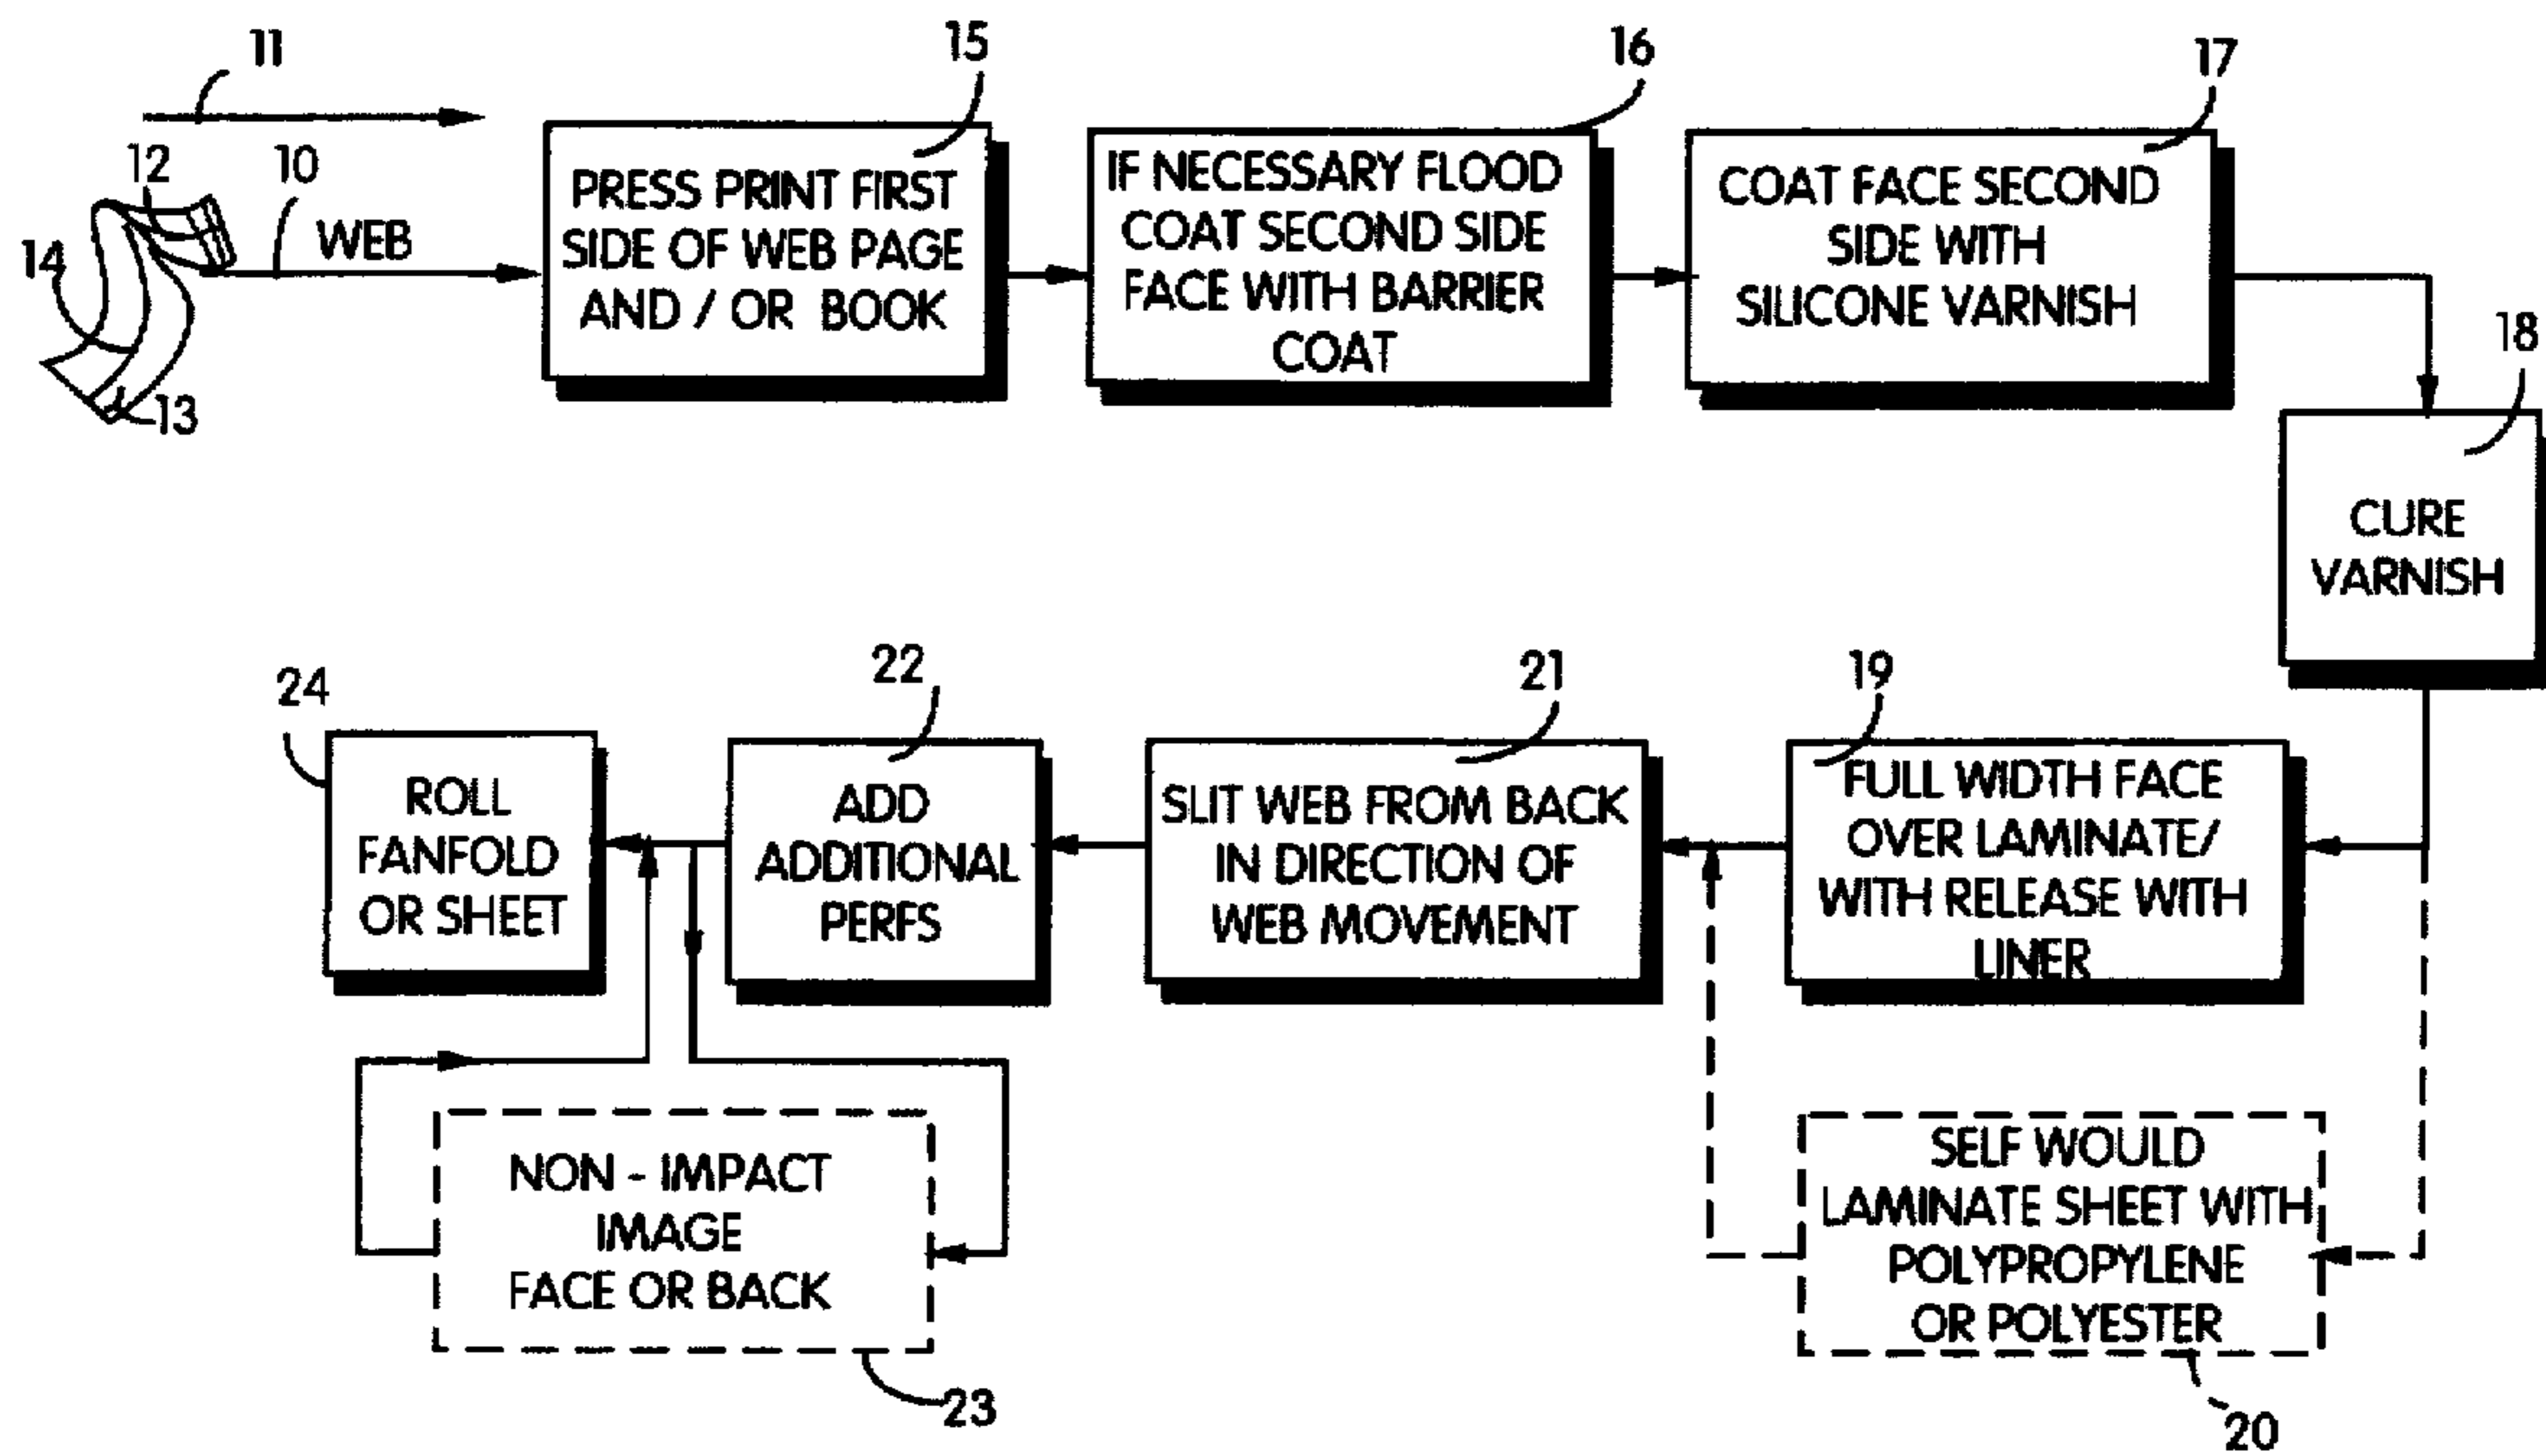 11
12
10
WEB
14
13
15
PRESS PRINT FIRST
SIDE OF WEB PAGE
AND / OR BOOK
16
IF NECESSARY FLOOD
COAT SECOND SIDE
FACE WITH BARRIER
COAT
17
COAT FACE SECOND
SIDE WITH
SILICONE VARNISH
18
CURE
VARNISH
19
FULL WIDTH FACE
OVER LAMINATE/
WITH RELEASE WITH
LINER
SELF WOULD
LAMINATE SHEET WITH
POLYPROPYLENE
OR POLYESTER
20
21
SLIT WEB FROM BACK
IN DIRECTION OF
WEB MOVEMENT
22
ADD
ADDITIONAL
PERFS
NON - IMPACT
IMAGE
FACE OR BACK
23
24
ROLL
FANFOLD
OR SHEET